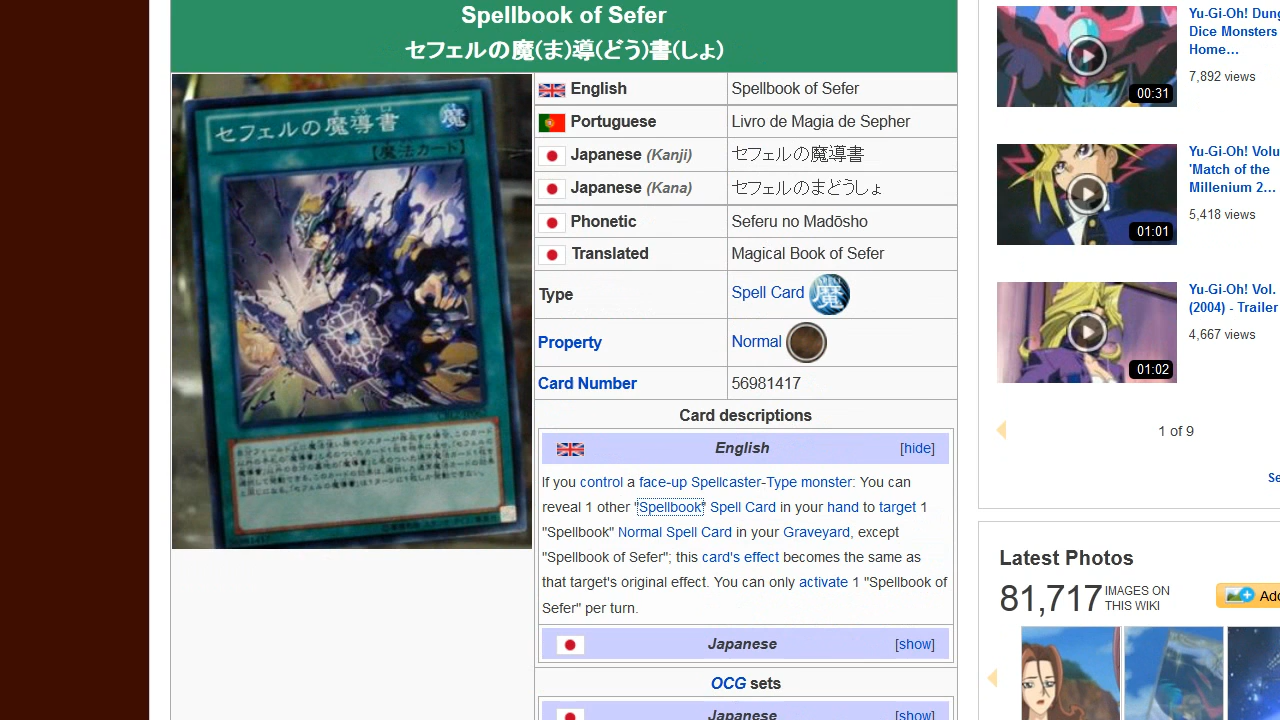 Spellbook of Sefer
セフェルの魔(ま)導(どう)書(しょ)
セフェルの魔導書
魔
【魔法カード】
English Spellbook of Sefer
Portuguese Livro de Magia de Sepher
Japanese (Kanji) セフェルの魔導書
Japanese (Kana) セフェルのまどうしょ
Phonetic Seferu no Madōsho
Translated Magical Book of Sefer
Type Spell Card 魔
Property Normal
Card Number 56981417
Card descriptions
English [hide]
If you control a face-up Spellcaster-Type monster: You can
reveal 1 other "Spellbook" Spell Card in your hand to target 1
"Spellbook" Normal Spell Card in your Graveyard, except
"Spellbook of Sefer"; this card's effect becomes the same as
that target's original effect. You can only activate 1 "Spellbook of
Sefer" per turn.
Japanese [show]
OCG sets
Japanese [show]
Yu-Gi-Oh! Dung
Dice Monsters
Home...
7,892 views
00:31
Yu-Gi-Oh! Volu
'Match of the
Millenium 2...
5,418 views
01:01
Yu-Gi-Oh! Vol.
(2004) - Trailer
4,667 views
01:02
1 of 9
Se
Latest Photos
81,717 IMAGES ON
THIS WIKI
Add